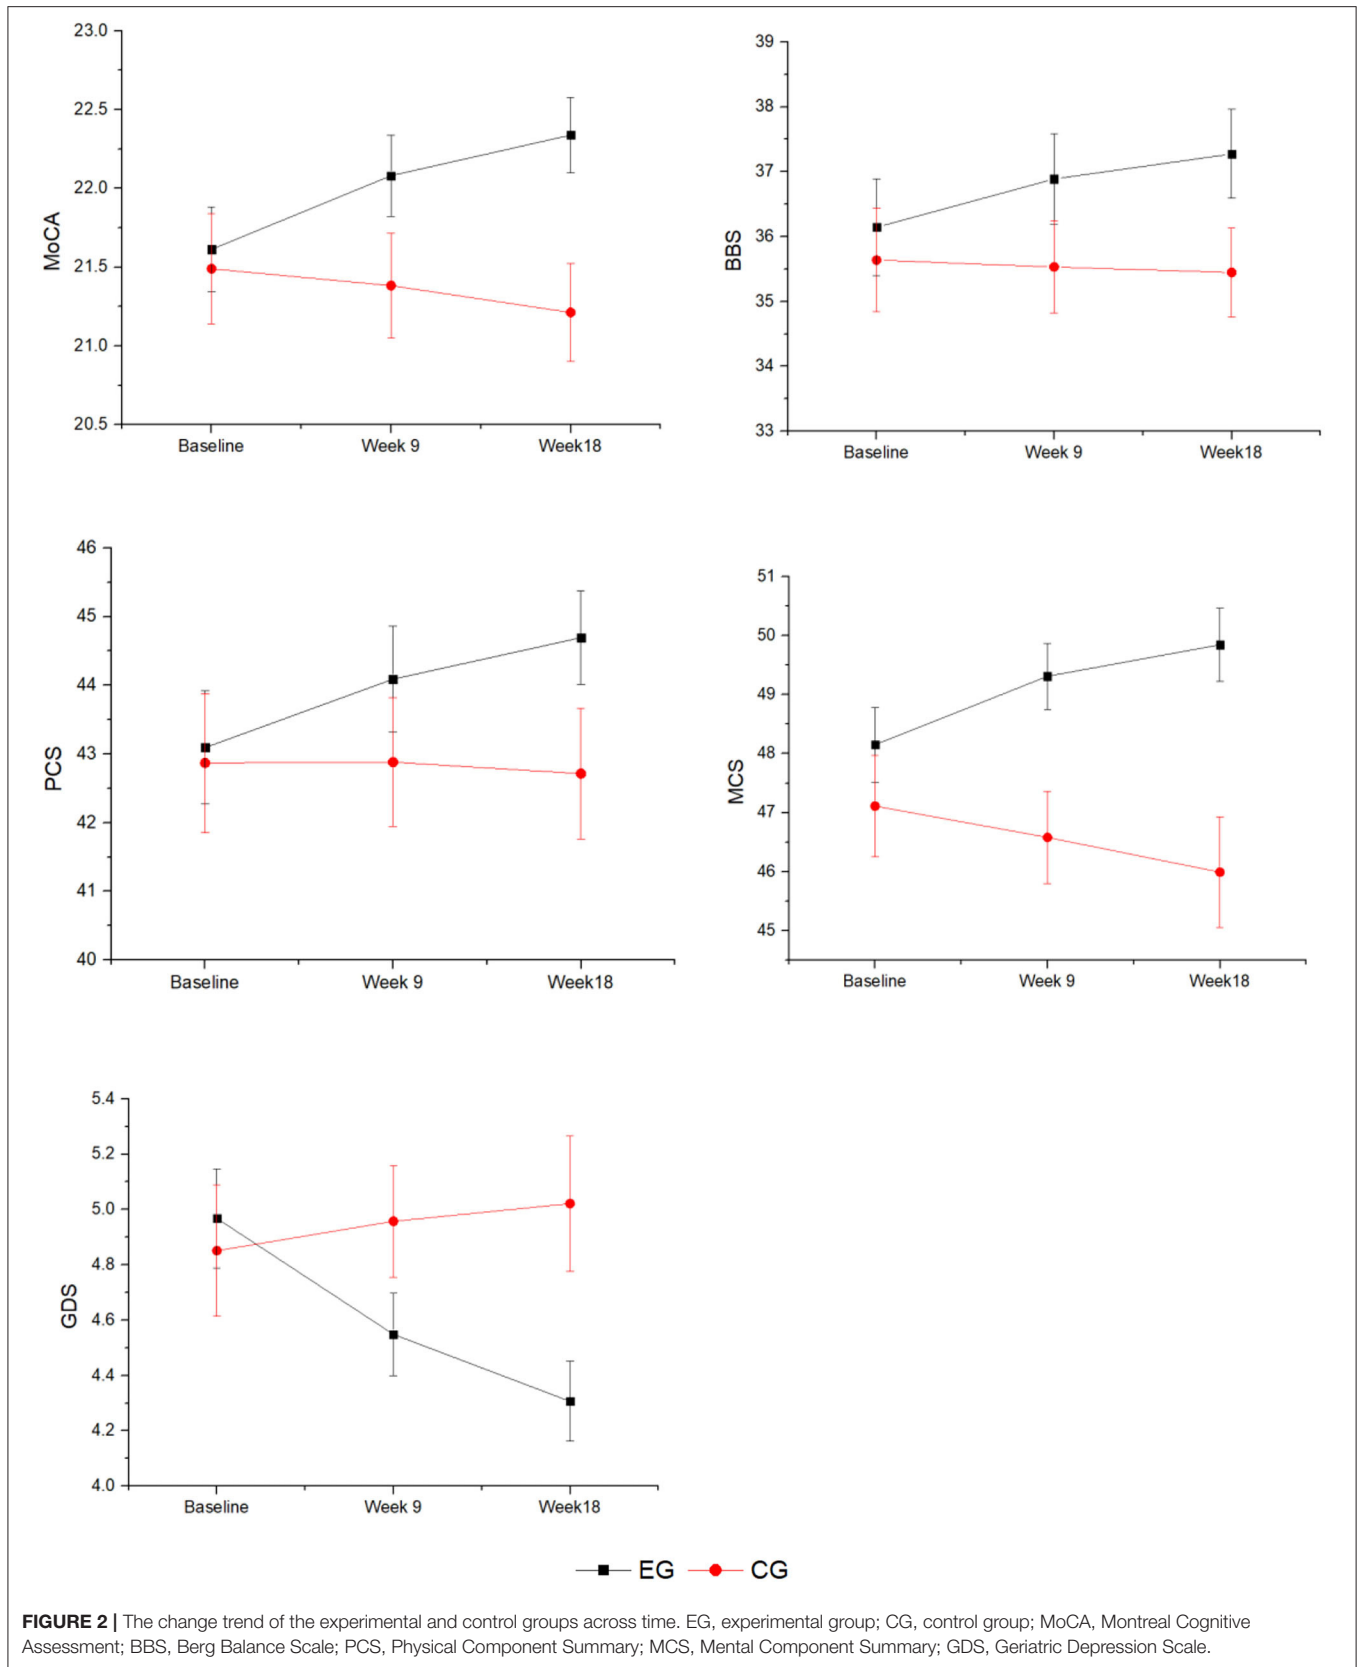 23.0
22.5
22.0
21.5
21.0
20.5
MoCA
Baseline Week 9 Week18
39
38
37
36
35
34
33
BBS
Baseline Week 9 Week18
46
45
44
43
42
41
40
PCS
Baseline Week 9 Week18
51
50
49
48
47
46
45
MCS
Baseline Week 9 Week18
5.4
5.2
5.0
4.8
4.6
4.4
4.2
4.0
GDS
Baseline Week 9 Week18
EG CG
FIGURE 2 | The change trend of the experimental and control groups across time. EG, experimental group; CG, control group; MoCA, Montreal Cognitive
Assessment; BBS, Berg Balance Scale; PCS, Physical Component Summary; MCS, Mental Component Summary; GDS, Geriatric Depression Scale.